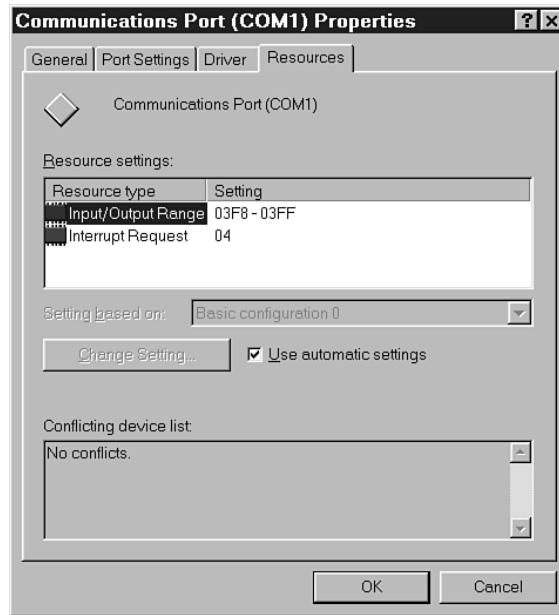 Communications Port (COM1) Properties
General Port Settings Driver Resources
Communications Port (COM1)
Resource settings:
Resource type Setting
Input/Output Range 03F8 - 03FF
Interrupt Request 04
Setting based on: Basic configuration 0
Change Setting... Use automatic settings
Conflicting device list:
No conflicts.
OK Cancel